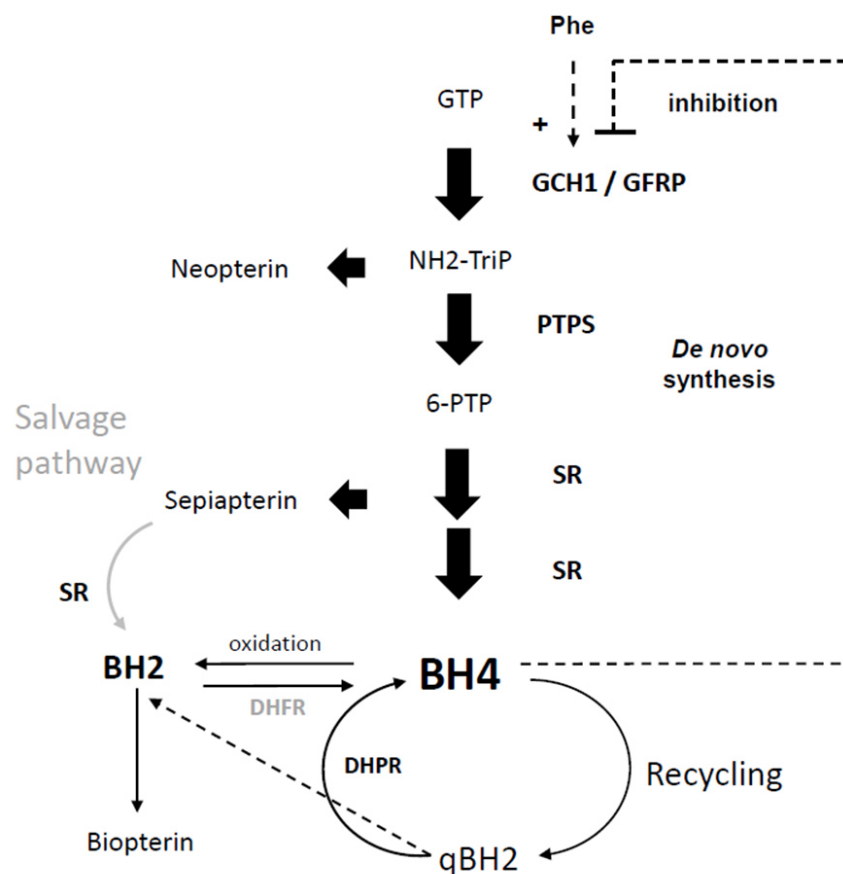 Phe
GTP
inhibition
+
GCH1 / GFRP
Neopterin
NH2-TriP
PTPS
De novo
synthesis
6-PTP
Salvage
pathway
SR
Sepiapterin
SR
SR
oxidation
BH2
BH4
DHFR
DHPR
Recycling
Biopterin
qBH2